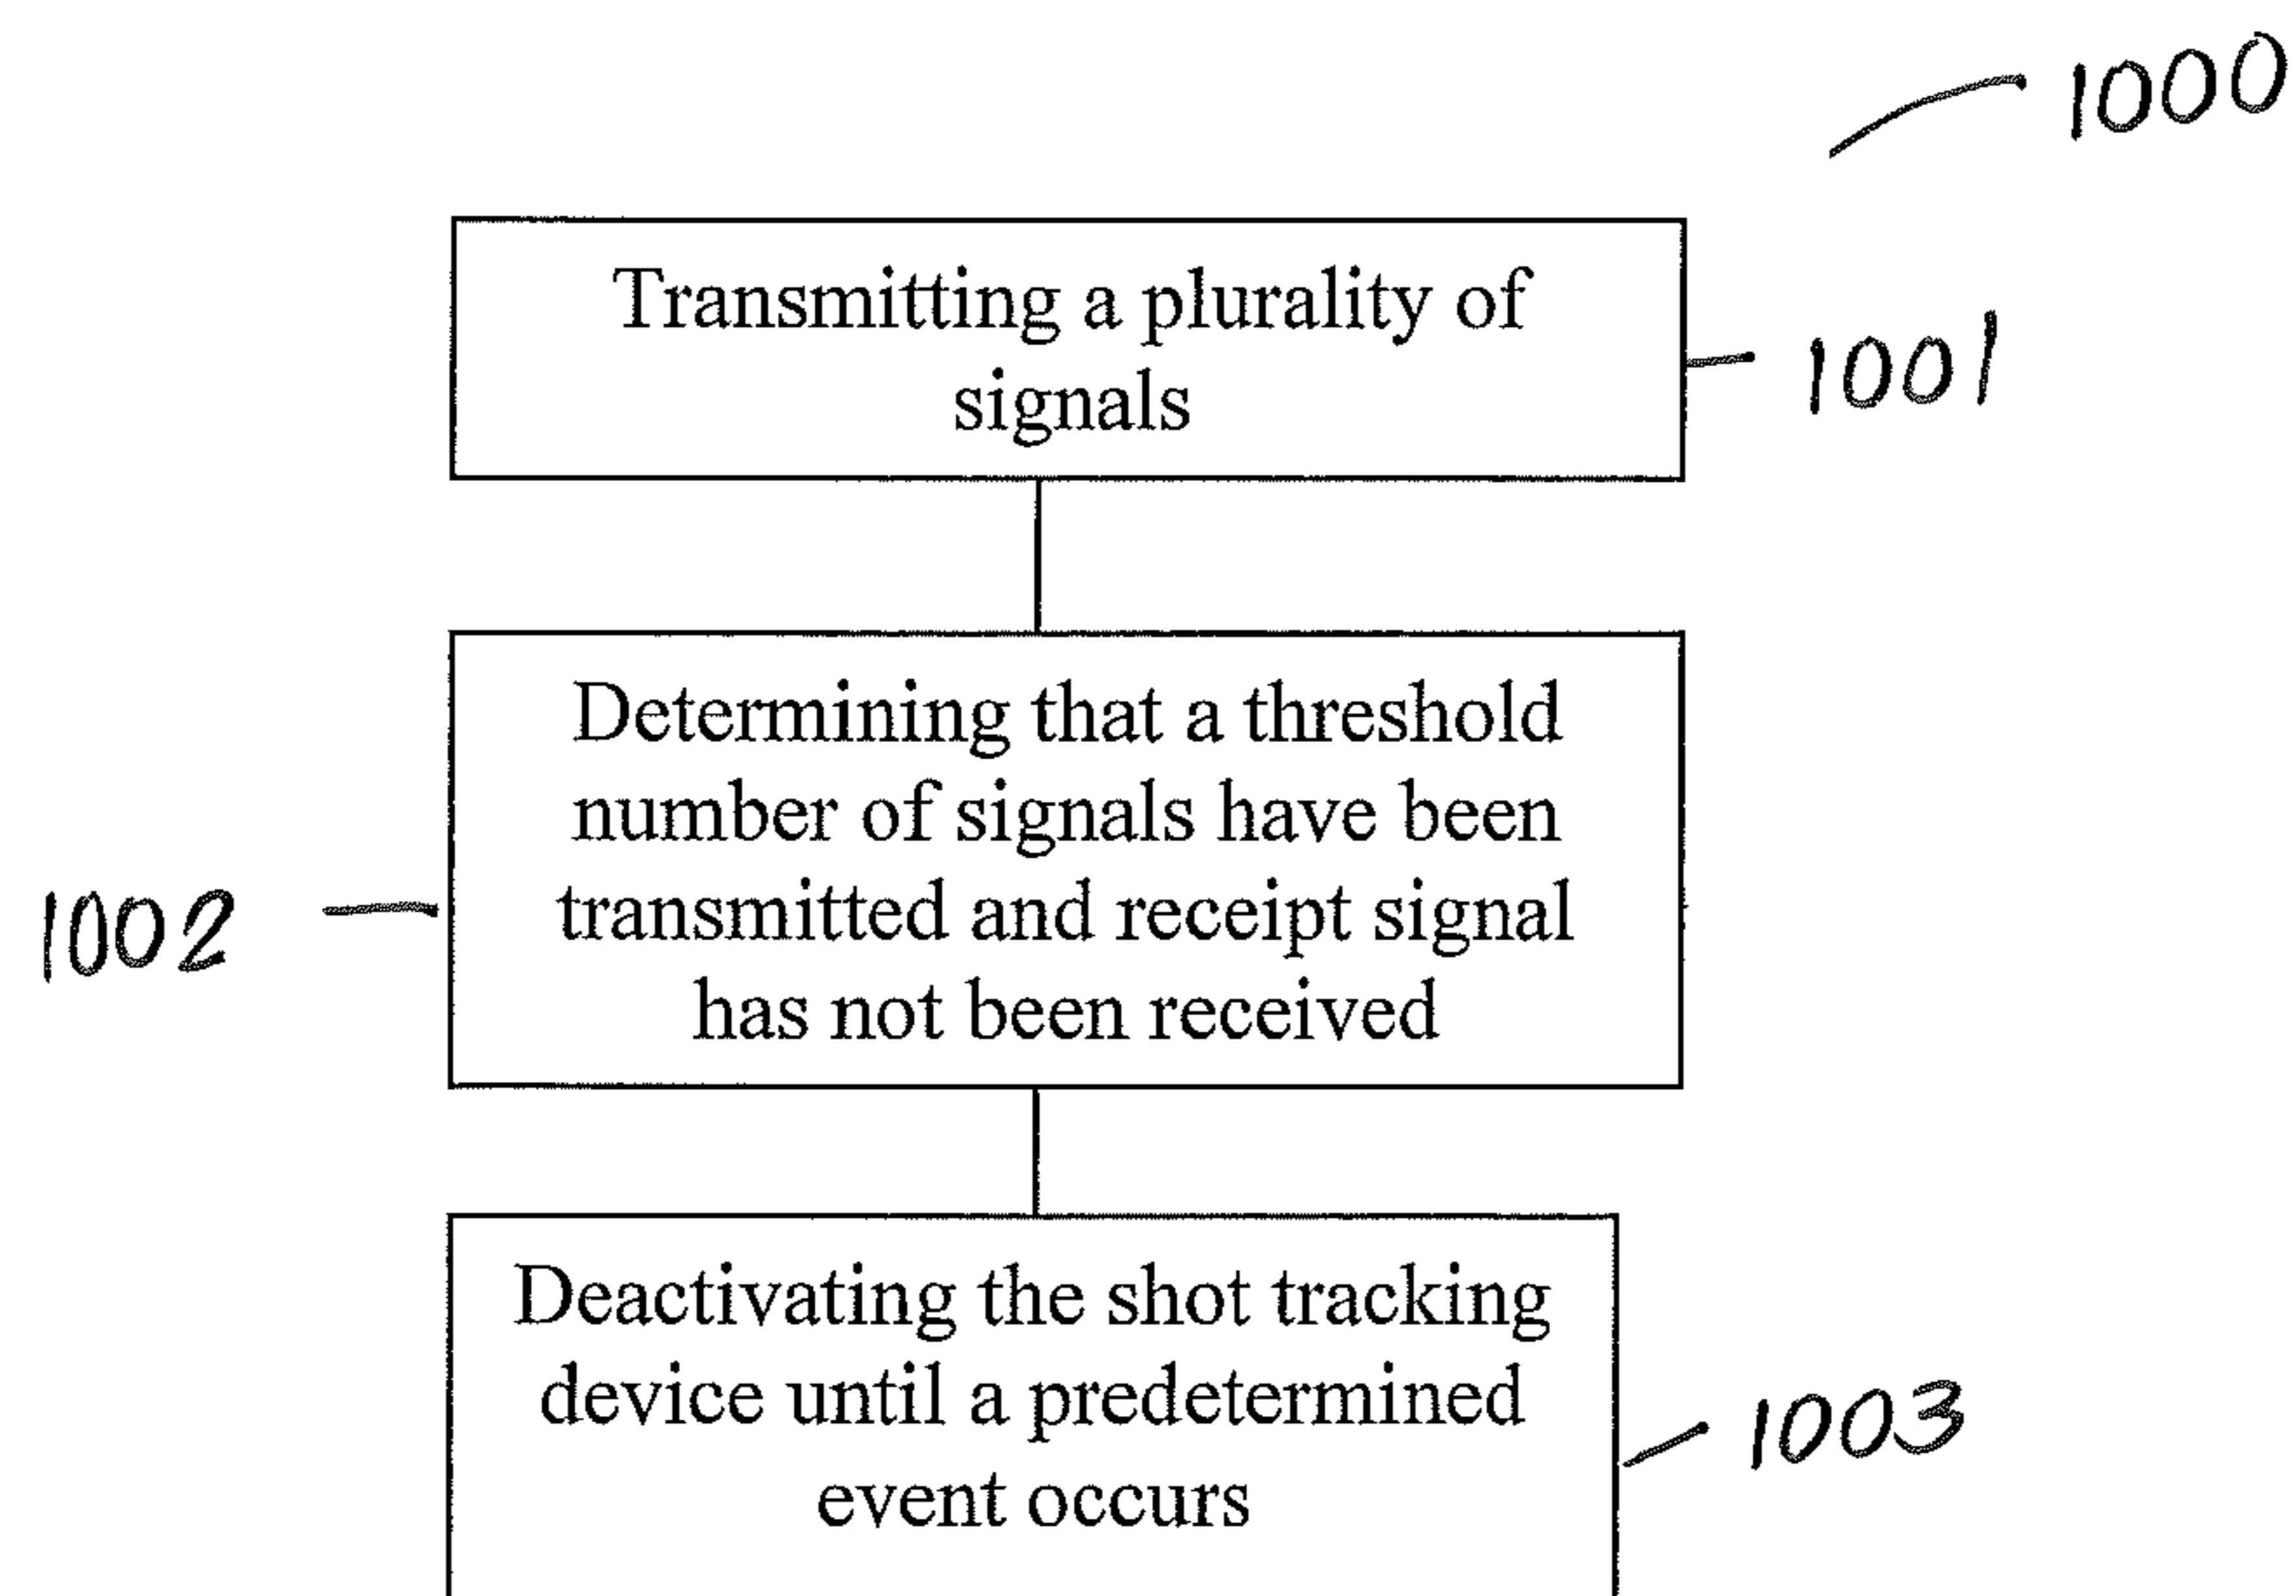 1000
Transmitting a plurality of
signals
1001
Determining that a threshold
number of signals have been
transmitted and receipt signal
has not been received
1002
Deactivating the shot tracking
device until a predetermined
event occurs
1003